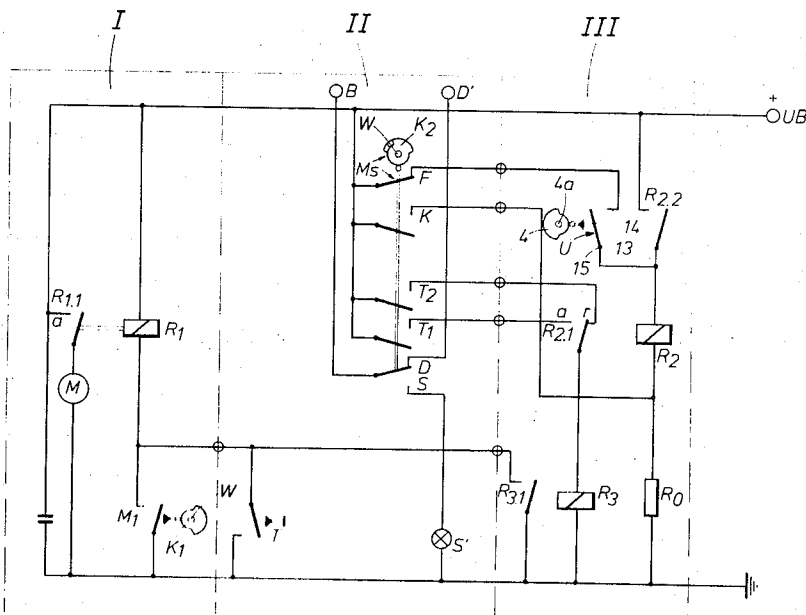 I II III
B D'
+
UB
W K2
Ms
F
4a
R2.2
K
4 U 14
13
15
R1.1
a
R1
T2
T1
a r
R2.1
R2
D
S
M
W
M1
K1
T'
R3.1
R3
R0
S'